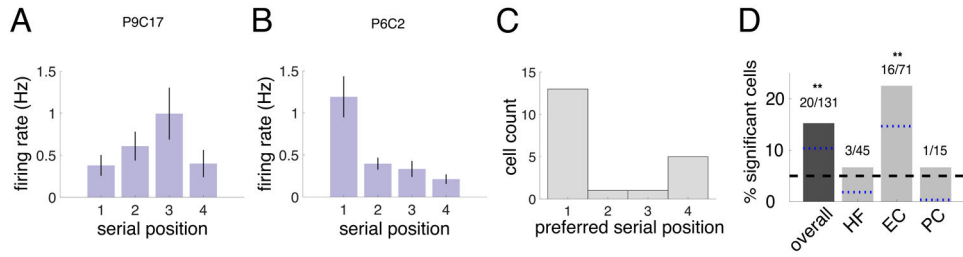 A
P9C17
firing rate (Hz)
1.5
1
0.5
0
1 2 3 4
serial position
B
P6C2
firing rate (Hz)
1.5
1
0.5
0
1 2 3 4
serial position
C
cell count
15
10
5
0
1 2 3 4
preferred serial position
D
% significant cells
20
10
0
**
20/131
3/45
**
16/71
1/15
overall
HF
EC
PC